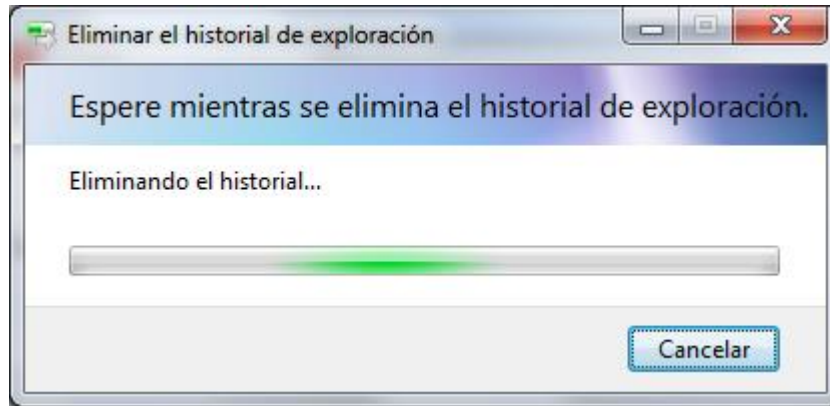 Eliminar el historial de exploración
Espere mientras se elimina el historial de exploración.
Eliminando el historial...
Cancelar